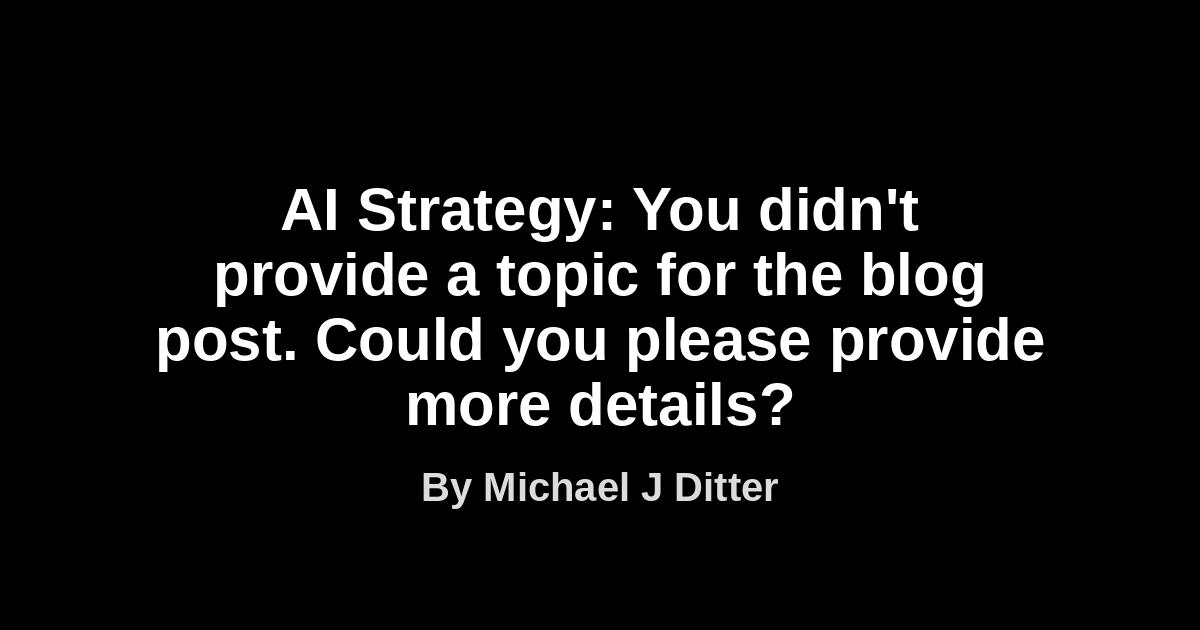 AI Strategy: You didn't
provide a topic for the blog
post. Could you please provide
more details?
By Michael J Ditter